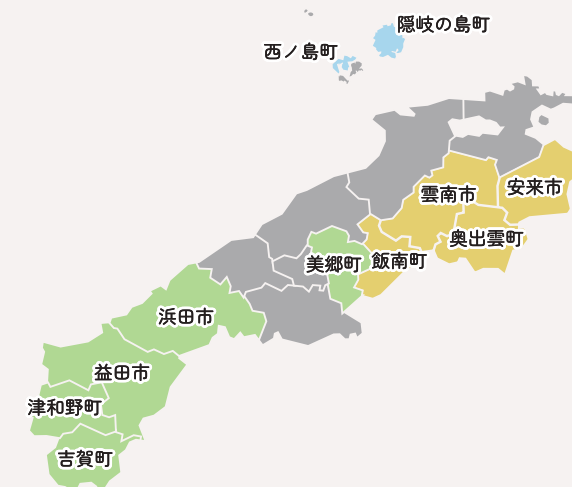 隠岐の島町
西ノ島町
安来市
雲南市
奥出雲町
飯南町
美郷町
浜田市
益田市
津和野町
吉賀町